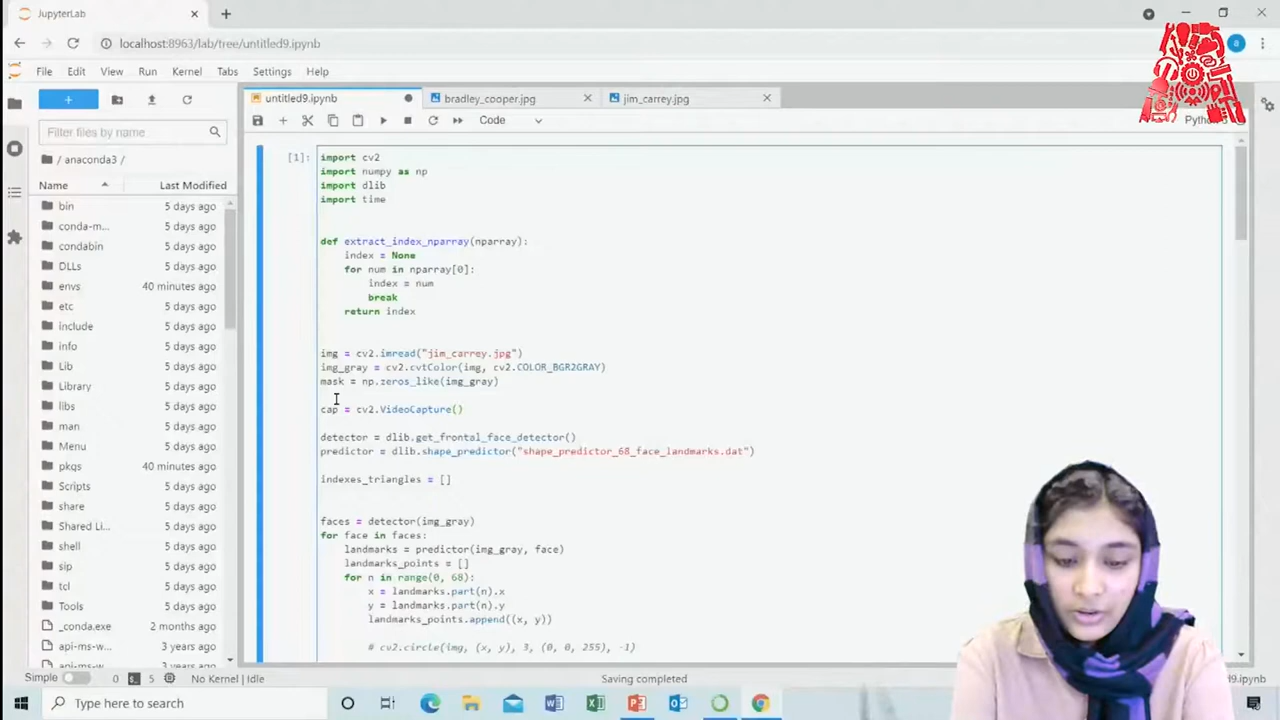 JupyterLab
localhost:8963/lab/tree/untitled9.ipynb
a
File Edit View Run Kernel Tabs Settings Help
untitled9.ipynb bradley_cooper.jpg jim_carrey.jpg
Code
Filter files by name
/ anaconda3 /
Name Last Modified
bin 5 days ago
conda-m... 5 days ago
condabin 5 days ago
DLLs 5 days ago
envs 40 minutes ago
etc 5 days ago
include 5 days ago
info 5 days ago
Lib 5 days ago
Library 5 days ago
libs 5 days ago
man 5 days ago
Menu 5 days ago
pkgs 40 minutes ago
Scripts 5 days ago
share 5 days ago
Shared Li... 5 days ago
shell 5 days ago
sip 5 days ago
tcl 5 days ago
Tools 5 days ago
_conda.exe 2 months ago
api-ms-w... 3 years ago
[1]:
import cv2
import numpy as np
import dlib
import time
def extract_index_nparray(nparray):
index = None
for num in nparray[0]:
index = num
break
return index
img = cv2.imread("jim_carrey.jpg")
img_gray = cv2.cvtColor(img, cv2.COLOR_BGR2GRAY)
mask = np.zeros_like(img_gray)
cap = cv2.VideoCapture()
detector = dlib.get_frontal_face_detector()
predictor = dlib.shape_predictor("shape_predictor_68_face_landmarks.dat")
indexes_triangles = []
faces = detector(img_gray)
for face in faces:
landmarks = predictor(img_gray, face)
landmarks_points = []
for n in range(0, 68):
x = landmarks.part(n).x
y = landmarks.part(n).y
landmarks_points.append((x, y))
# cv2.circle(img, (x, y), 3, (0, 0, 255), -1)
Simple 0 5 No Kernel | Idle Saving completed
Type here to search